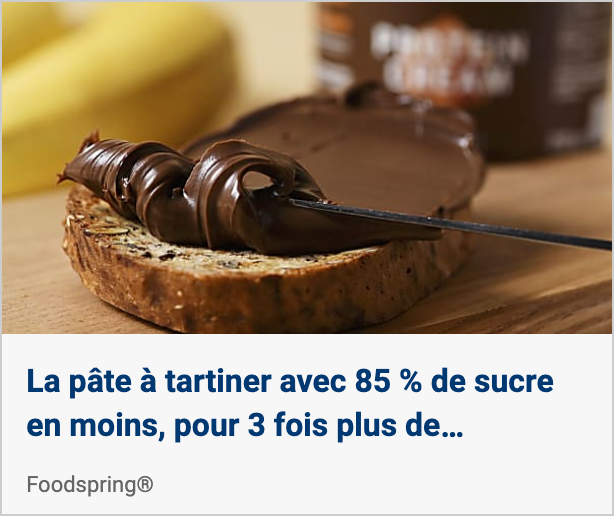 PROTEIN
CREAM
La pâte à tartiner avec 85 % de sucre
en moins, pour 3 fois plus de...
Foodspring®